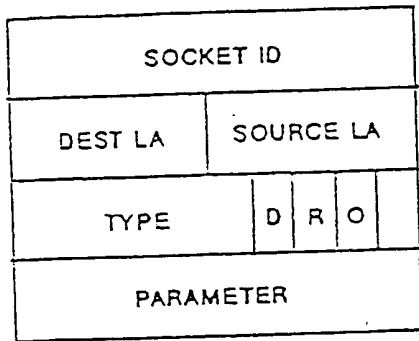 SOCKET ID
DEST LA SOURCE LA
TYPE D R O
PARAMETER